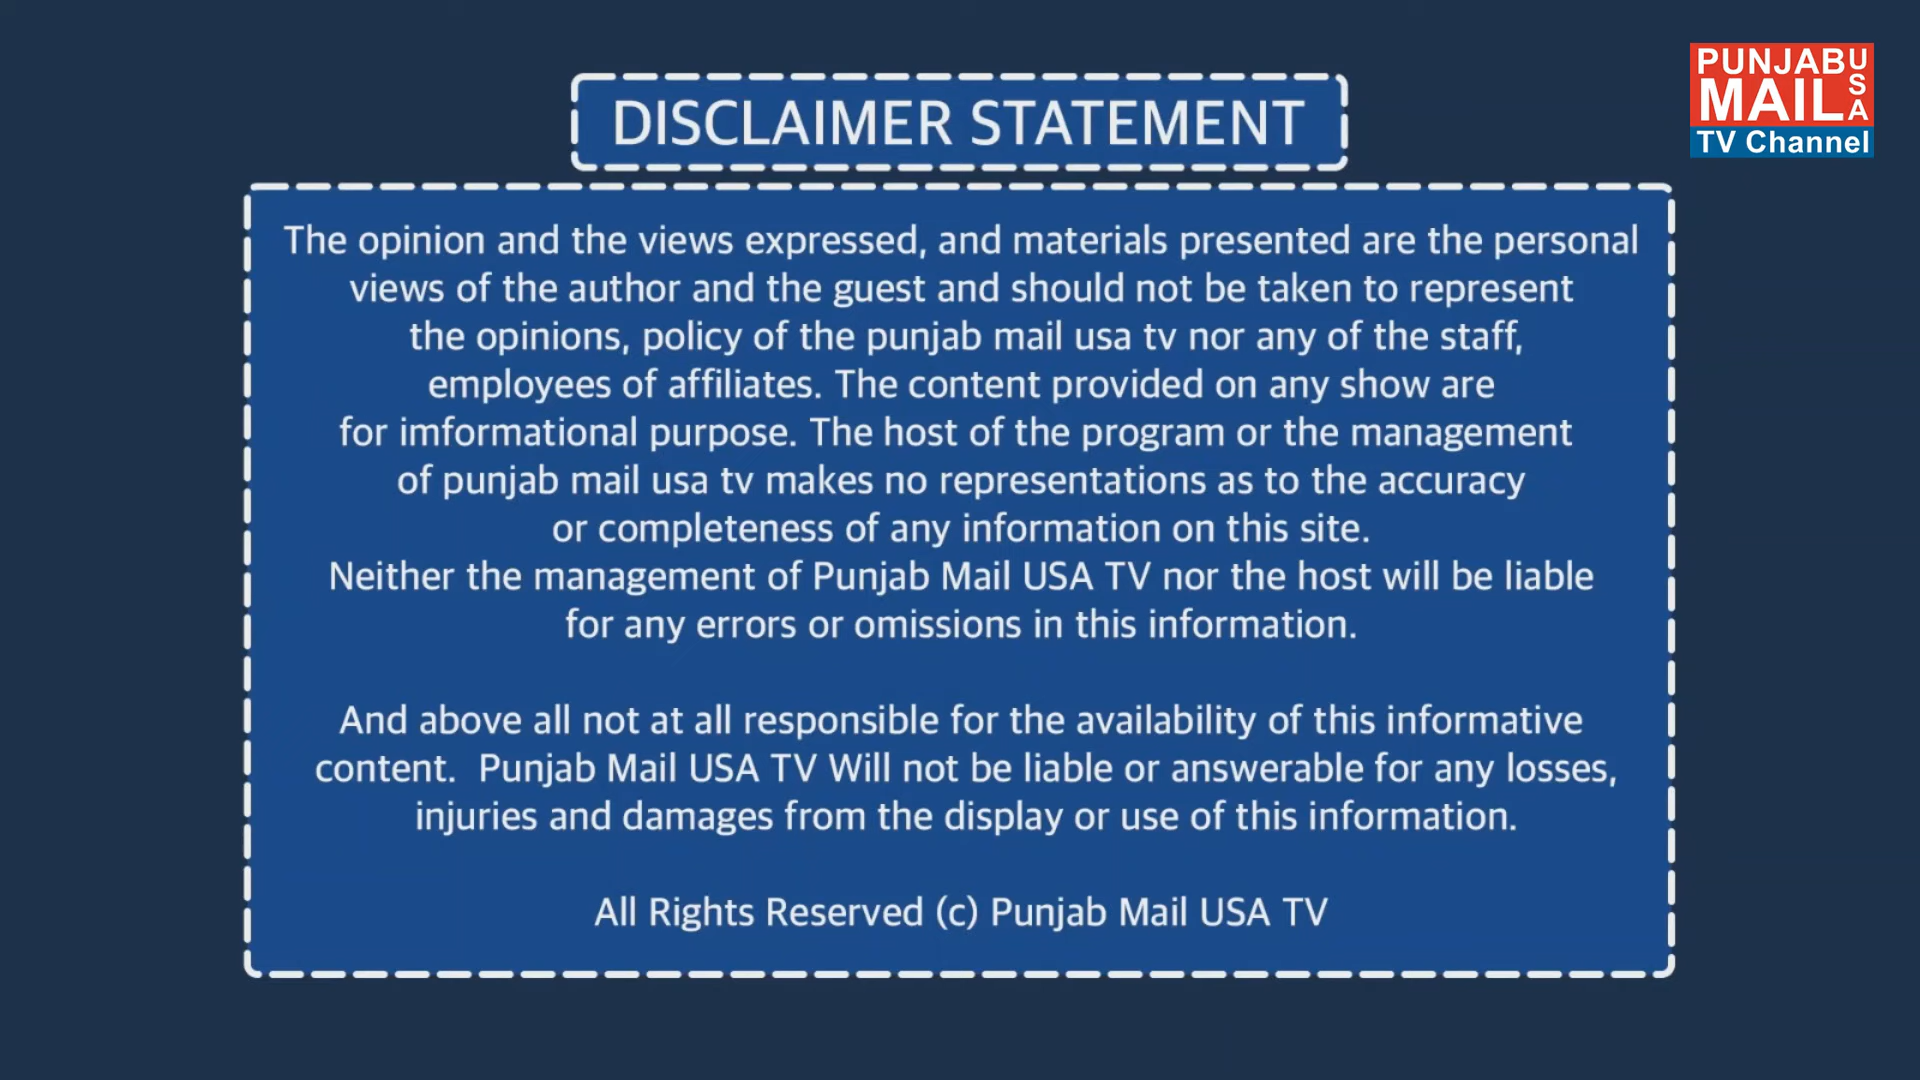 DISCLAIMER STATEMENT
PUNJAB USA
MAIL
TV Channel
The opinion and the views expressed, and materials presented are the personal
views of the author and the guest and should not be taken to represent
the opinions, policy of the punjab mail usa tv nor any of the staff,
employees of affiliates. The content provided on any show are
for imformational purpose. The host of the program or the management
of punjab mail usa tv makes no representations as to the accuracy
or completeness of any information on this site.
Neither the management of Punjab Mail USA TV nor the host will be liable
for any errors or omissions in this information.
And above all not at all responsible for the availability of this informative
content.  Punjab Mail USA TV Will not be liable or answerable for any losses,
injuries and damages from the display or use of this information.
All Rights Reserved (c) Punjab Mail USA TV